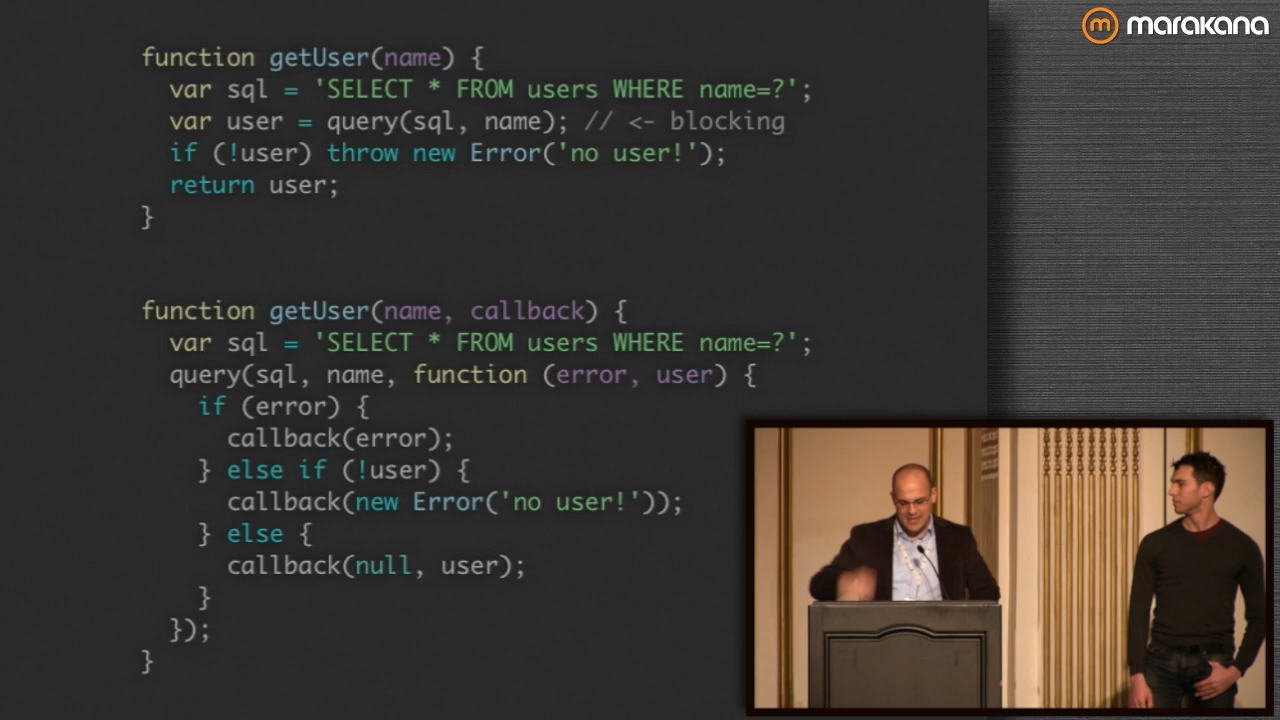 marakana
function getUser(name) {
  var sql = 'SELECT * FROM users WHERE name=?';
  var user = query(sql, name); // <- blocking
  if (!user) throw new Error('no user!');
  return user;
}
function getUser(name, callback) {
  var sql = 'SELECT * FROM users WHERE name=?';
  query(sql, name, function (error, user) {
    if (error) {
      callback(error);
    } else if (!user) {
      callback(new Error('no user!'));
    } else {
      callback(null, user);
    }
  });
}